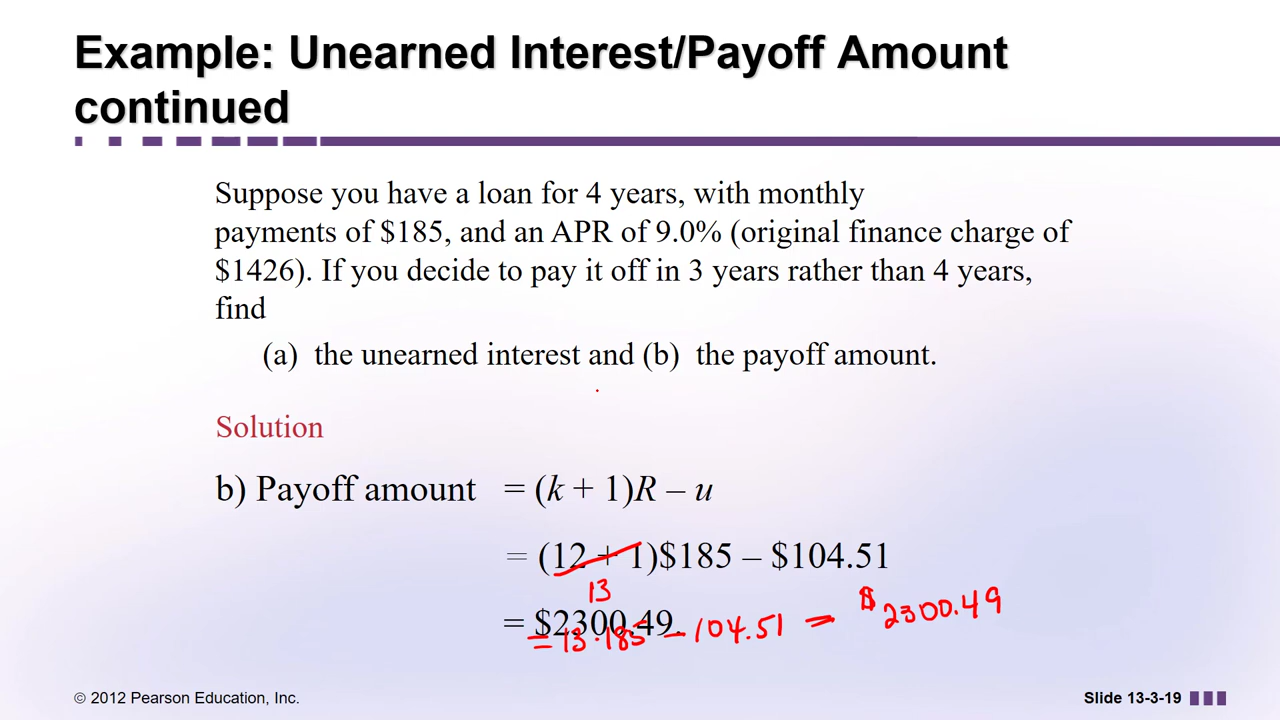 Example: Unearned Interest/Payoff Amount
continued
Suppose you have a loan for 4 years, with monthly
payments of $185, and an APR of 9.0% (original finance charge of
$1426). If you decide to pay it off in 3 years rather than 4 years,
find
(a) the unearned interest and (b) the payoff amount.
Solution
b) Payoff amount = (k + 1)R – u
= (12 + 1)$185 – $104.51
13
= $2300.49.
= 13·185 – 104.51 = $2300.49
© 2012 Pearson Education, Inc.
Slide 13-3-19